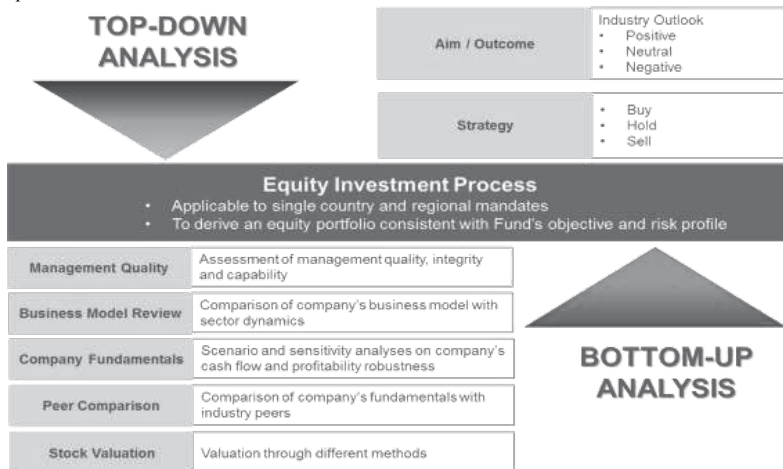 TOP-DOWN
ANALYSIS
Aim / Outcome
Industry Outlook
• Positive
• Neutral
• Negative
Strategy
• Buy
• Hold
• Sell
Equity Investment Process
• Applicable to single country and regional mandates
• To derive an equity portfolio consistent with Fund's objective and risk profile
Management Quality
Assessment of management quality, integrity
and capability
Business Model Review
Comparison of company's business model with
sector dynamics
Company Fundamentals
Scenario and sensitivity analyses on company's
cash flow and profitability robustness
Peer Comparison
Comparison of company's fundamentals with
industry peers
Stock Valuation
Valuation through different methods
BOTTOM-UP
ANALYSIS